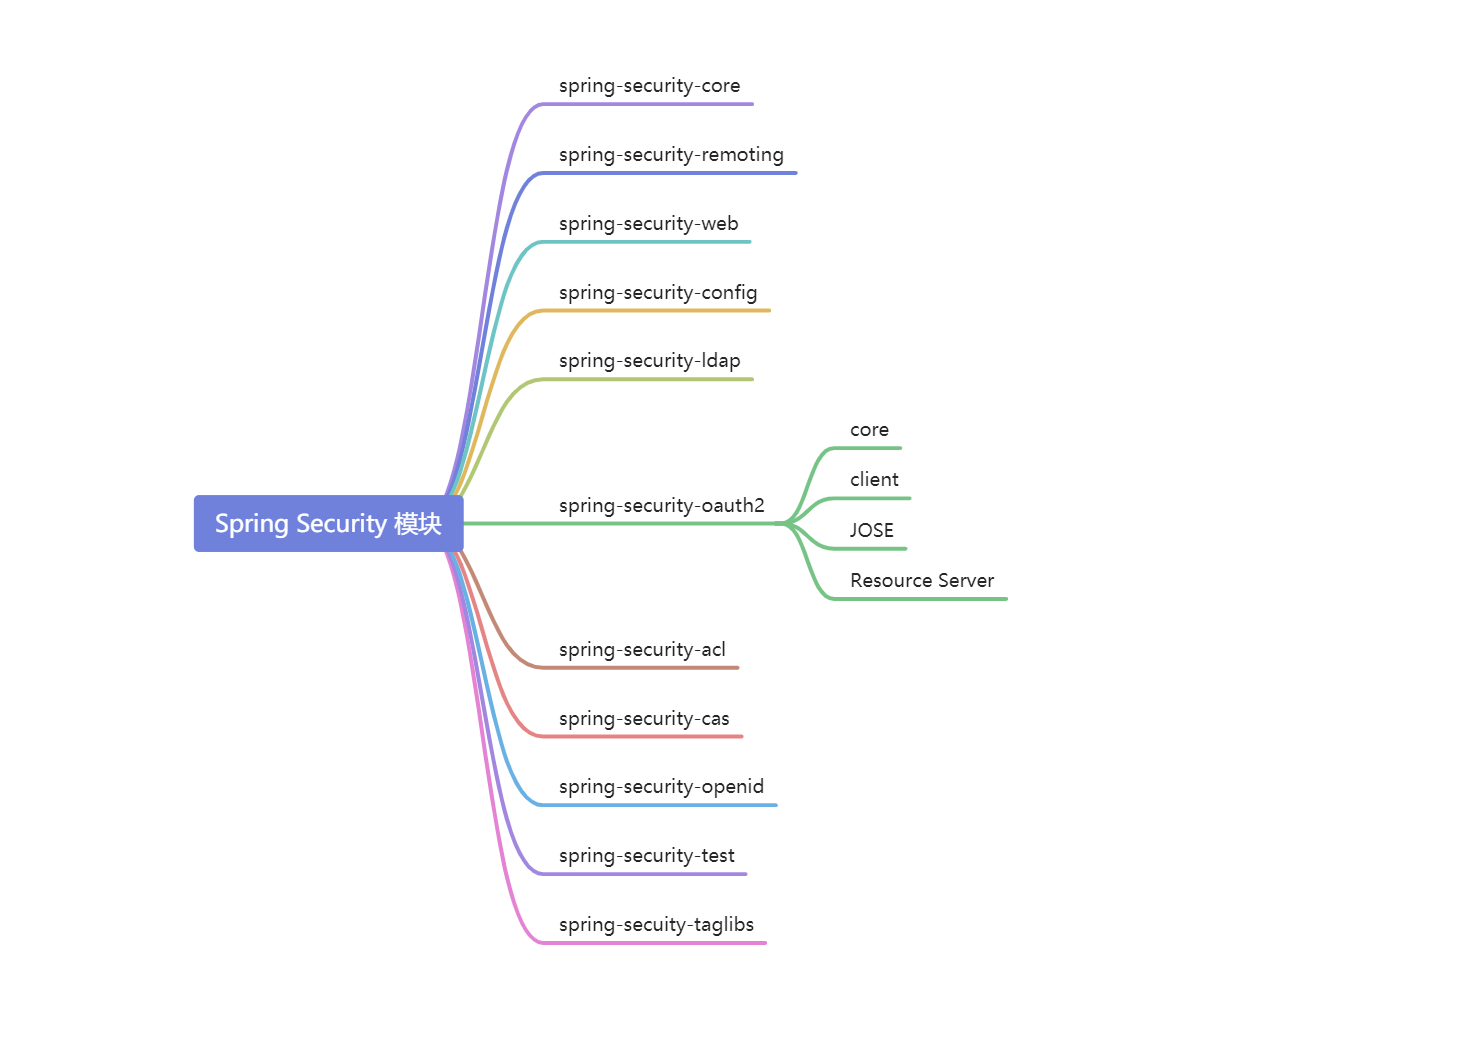 spring-security-core
spring-security-remoting
spring-security-web
spring-security-config
spring-security-ldap
core
client
spring-security-oauth2
Spring Security 模块
JOSE
Resource Server
spring-security-acl
spring-security-cas
spring-security-openid
spring-security-test
spring-secuity-taglibs